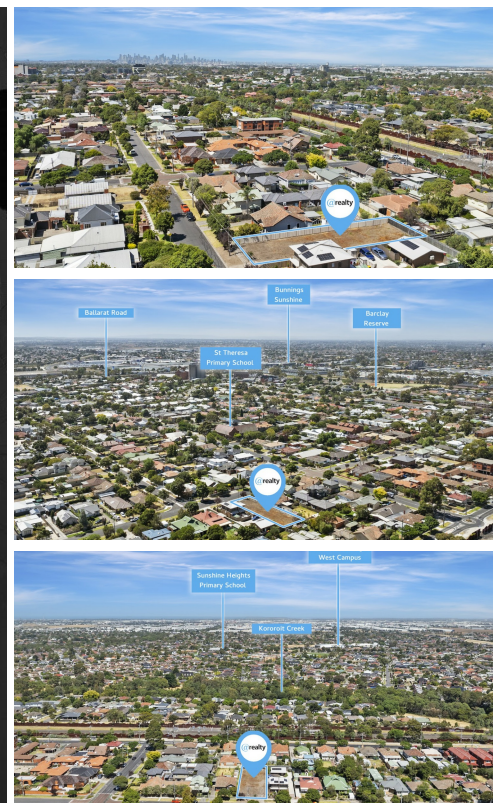 @realty
Bunnings
Sunshine
Ballarat Road
Barclay
Reserve
St Theresa
Primary School
@realty
West Campus
Sunshine Heights
Primary School
Kororoit Creek
@realty